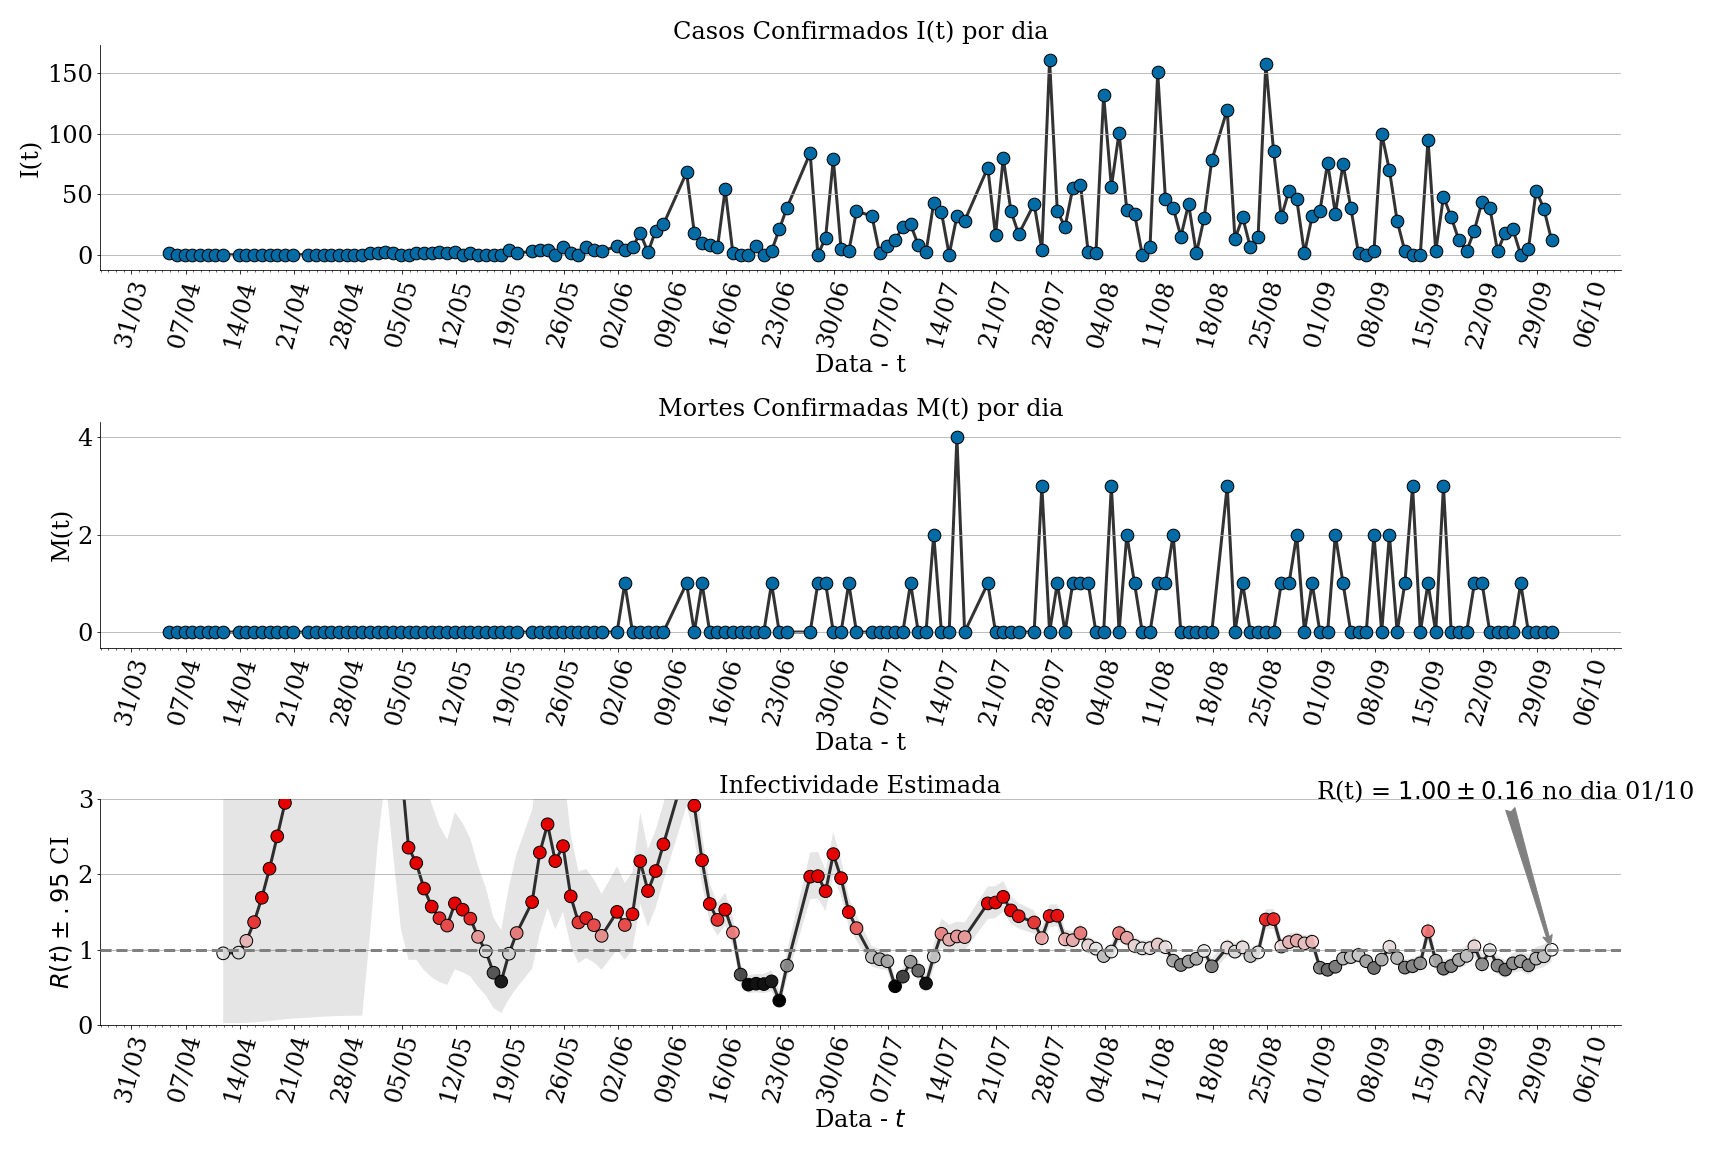 Casos Confirmados I(t) por dia
150
100
50
0
I(t)
31/03 07/04 14/04 21/04 28/04 05/05 12/05 19/05 26/05 02/06 09/06 16/06 23/06 30/06 07/07 14/07 21/07 28/07 04/08 11/08 18/08 25/08 01/09 08/09 15/09 22/09 29/09 06/10
Data - t
Mortes Confirmadas M(t) por dia
4
2
0
M(t)
31/03 07/04 14/04 21/04 28/04 05/05 12/05 19/05 26/05 02/06 09/06 16/06 23/06 30/06 07/07 14/07 21/07 28/07 04/08 11/08 18/08 25/08 01/09 08/09 15/09 22/09 29/09 06/10
Data - t
Infectividade Estimada
R(t) = 1.00 ± 0.16 no dia 01/10
3
2
1
0
R(t) ± .95 CI
31/03 07/04 14/04 21/04 28/04 05/05 12/05 19/05 26/05 02/06 09/06 16/06 23/06 30/06 07/07 14/07 21/07 28/07 04/08 11/08 18/08 25/08 01/09 08/09 15/09 22/09 29/09 06/10
Data - t